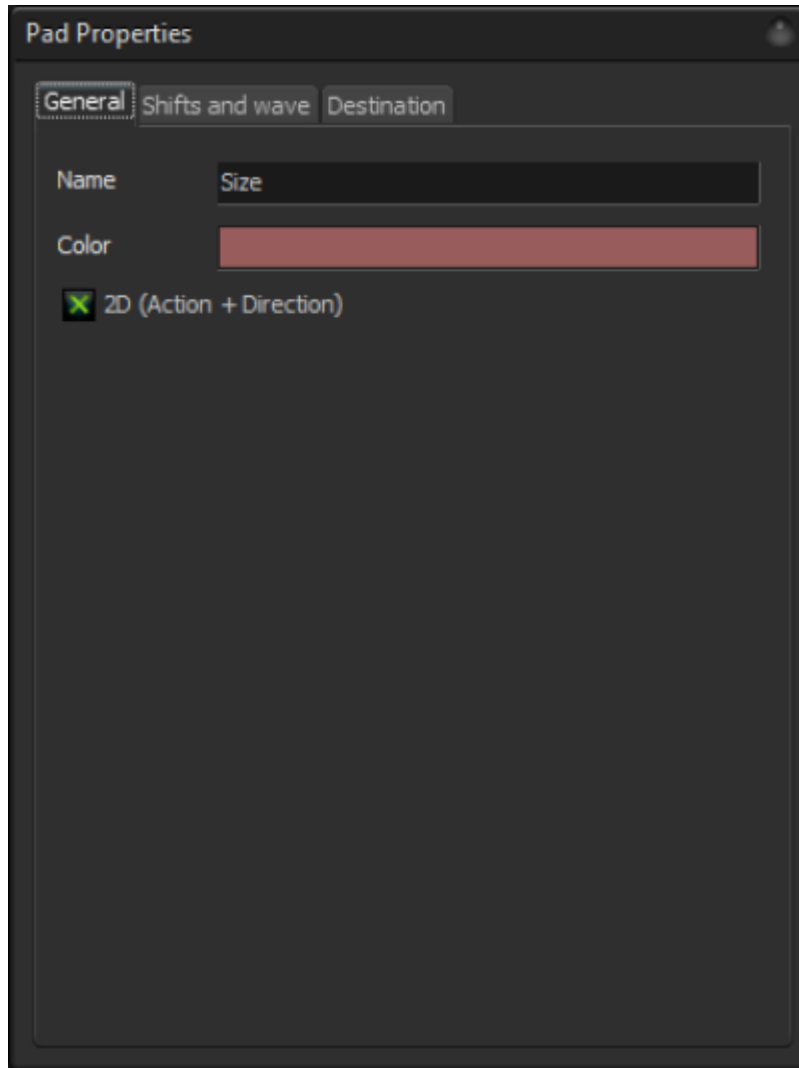 Pad Properties
General Shifts and wave Destination
Name Size
Color
2D (Action + Direction)